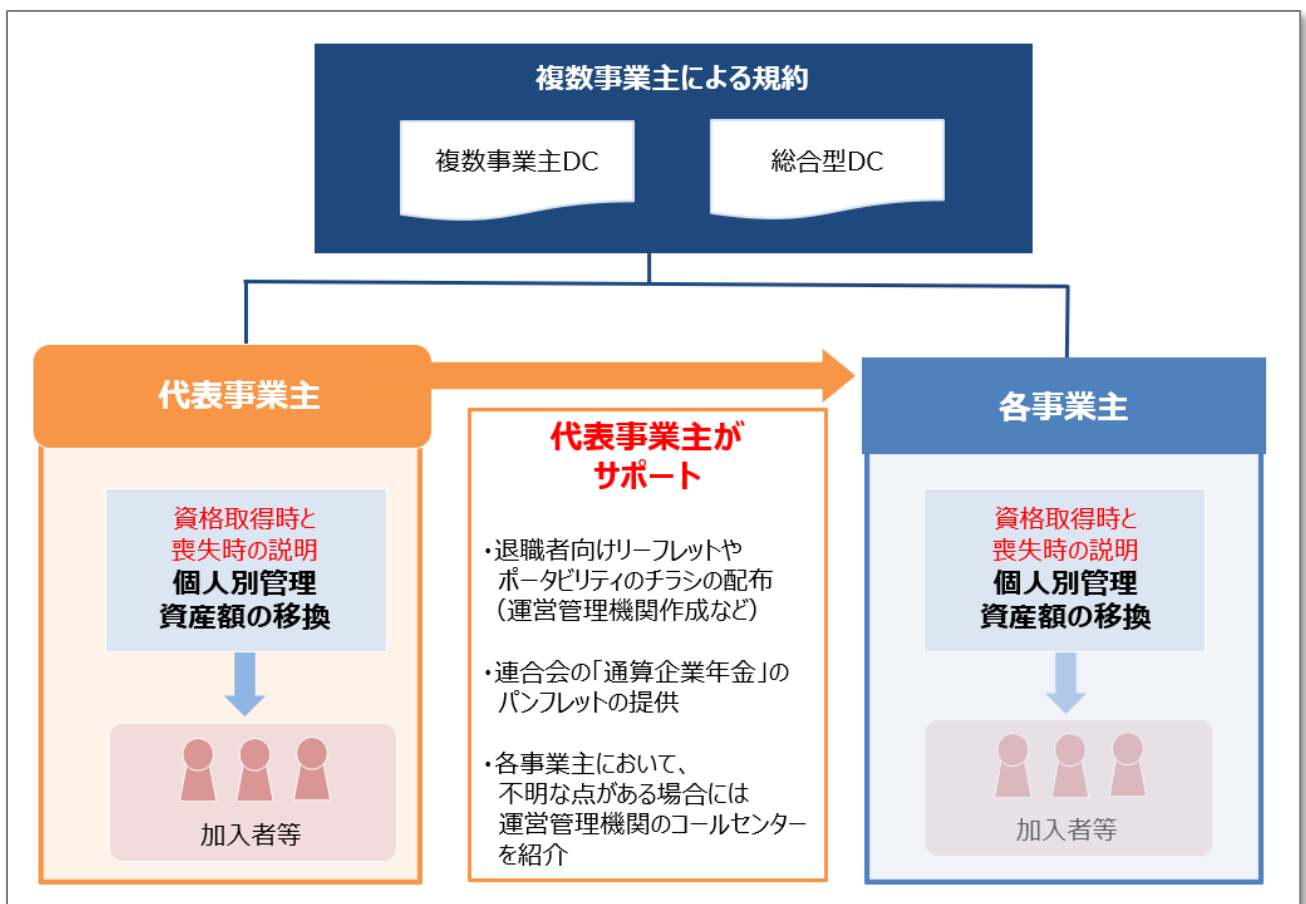 複数事業主による規約
複数事業主DC
総合型DC
代表事業主
各事業主
資格取得時と
喪失時の説明
個人別管理
資産額の移換
加入者等
代表事業主が
サポート
・退職者向けリーフレットや
ポータビリティのチラシの配布
（運営管理機関作成など）
・連合会の「通算企業年金」の
パンフレットの提供
・各事業主において、
不明な点がある場合には
運営管理機関のコールセンター
を紹介
資格取得時と
喪失時の説明
個人別管理
資産額の移換
加入者等